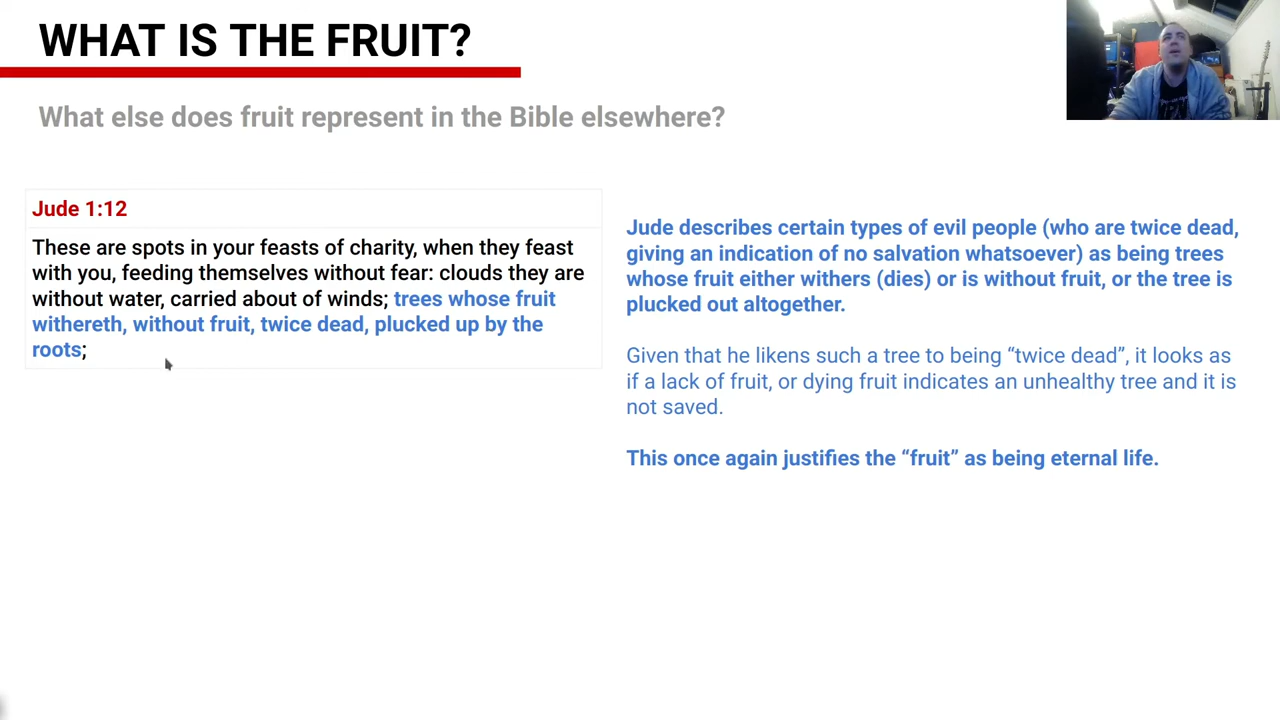 WHAT IS THE FRUIT?
What else does fruit represent in the Bible elsewhere?
Jude 1:12
These are spots in your feasts of charity, when they feast
with you, feeding themselves without fear: clouds they are
without water, carried about of winds; trees whose fruit
withereth, without fruit, twice dead, plucked up by the
roots;
Jude describes certain types of evil people (who are twice dead,
giving an indication of no salvation whatsoever) as being trees
whose fruit either withers (dies) or is without fruit, or the tree is
plucked out altogether.
Given that he likens such a tree to being “twice dead”, it looks as
if a lack of fruit, or dying fruit indicates an unhealthy tree and it is
not saved.
This once again justifies the “fruit” as being eternal life.